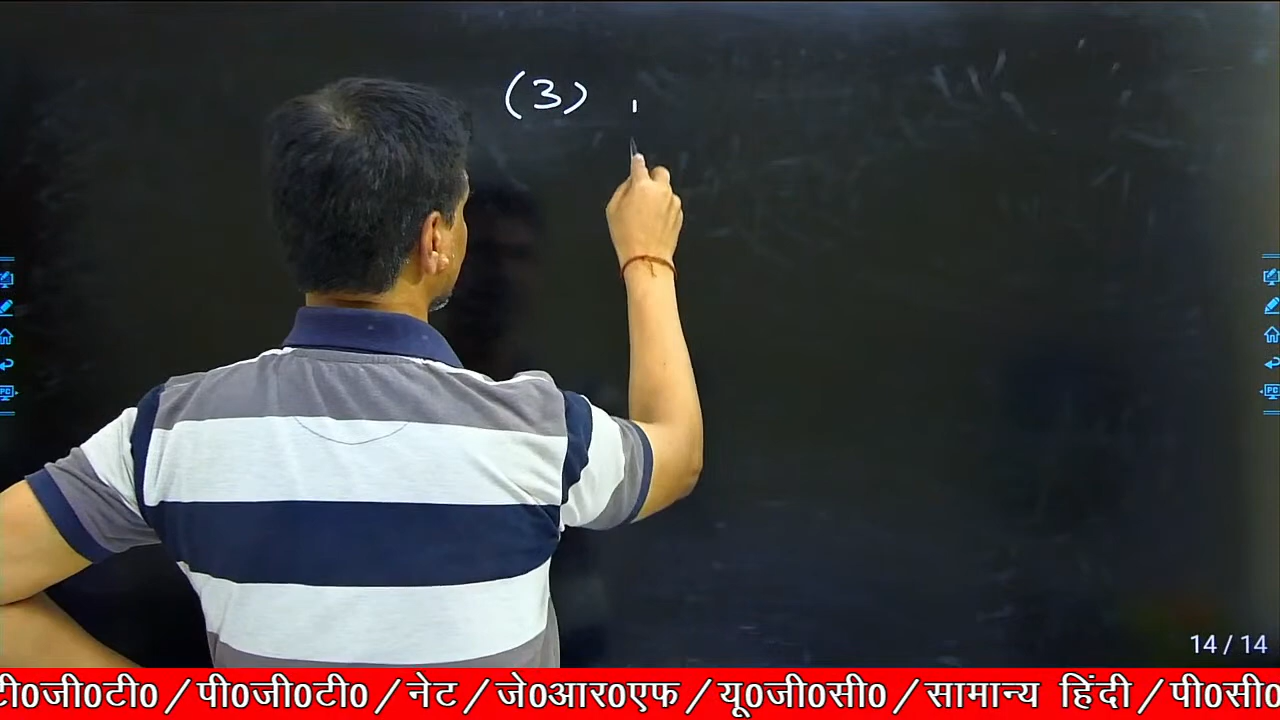 (3) ।
14 / 14
टी0जी0टी0 / पी0जी0टी0 / नेट / जे0आर0एफ / यू0जी0सी0 / सामान्य हिंदी / पी0सी0